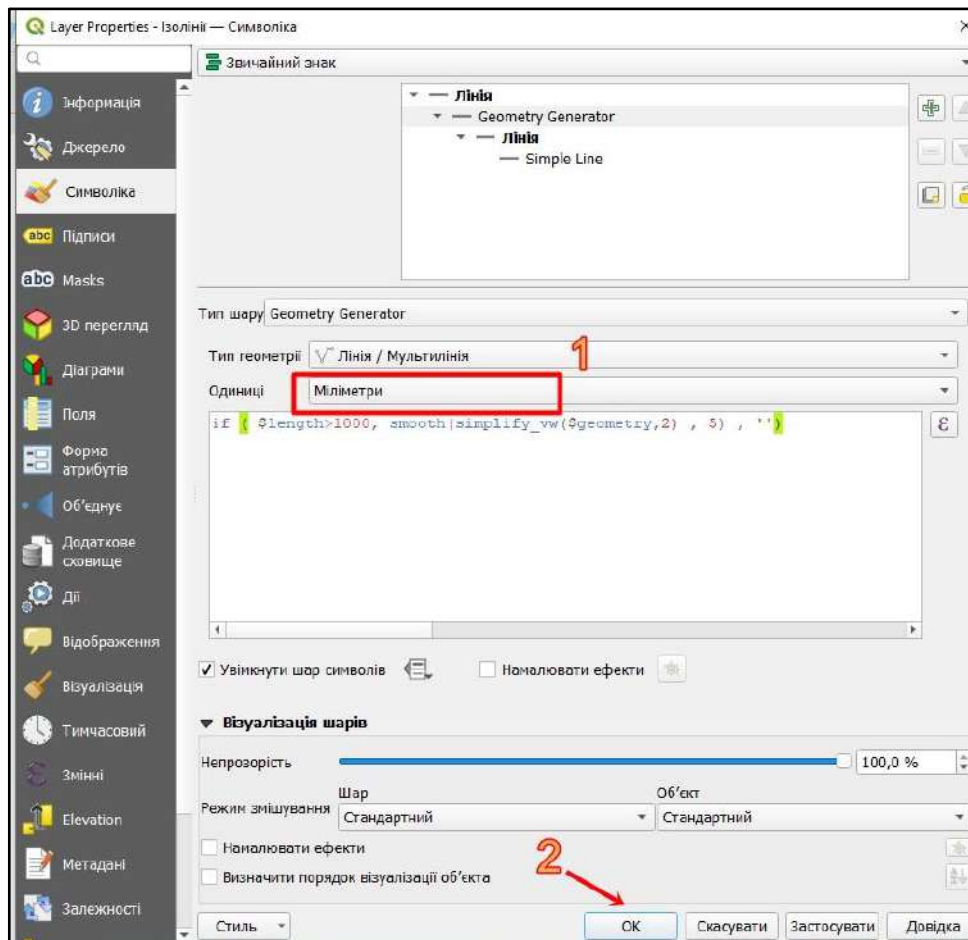 Layer Properties - Ізолінії — Символіка
Звичайний знак
Інформація
Джерело
Символіка
abc Підписи
abc Masks
3D перегляд
Діаграми
Поля
Форма
атрибутів
Об'єднує
Додаткове
сховище
Дії
Відображення
Візуалізація
Тимчасовий
Змінні
Elevation
Метадані
Залежності
Лінія
Geometry Generator
Лінія
Simple Line
Тип шару Geometry Generator
Тип геометрії Лінія / Мультилінія
1
Одиниці Міліметри
if ( $length>1000, smooth(simplify_vw($geometry,2) , 5) , '')
ε
Увімкнути шар символів Намалювати ефекти
Візуалізація шарів
Непрозорість 100,0 %
Шар Об'єкт
Режим змішування Стандартний Стандартний
Намалювати ефекти
Визначити порядок візуалізації об'єкта
2
Стиль OK Скасувати Застосувати Довідка